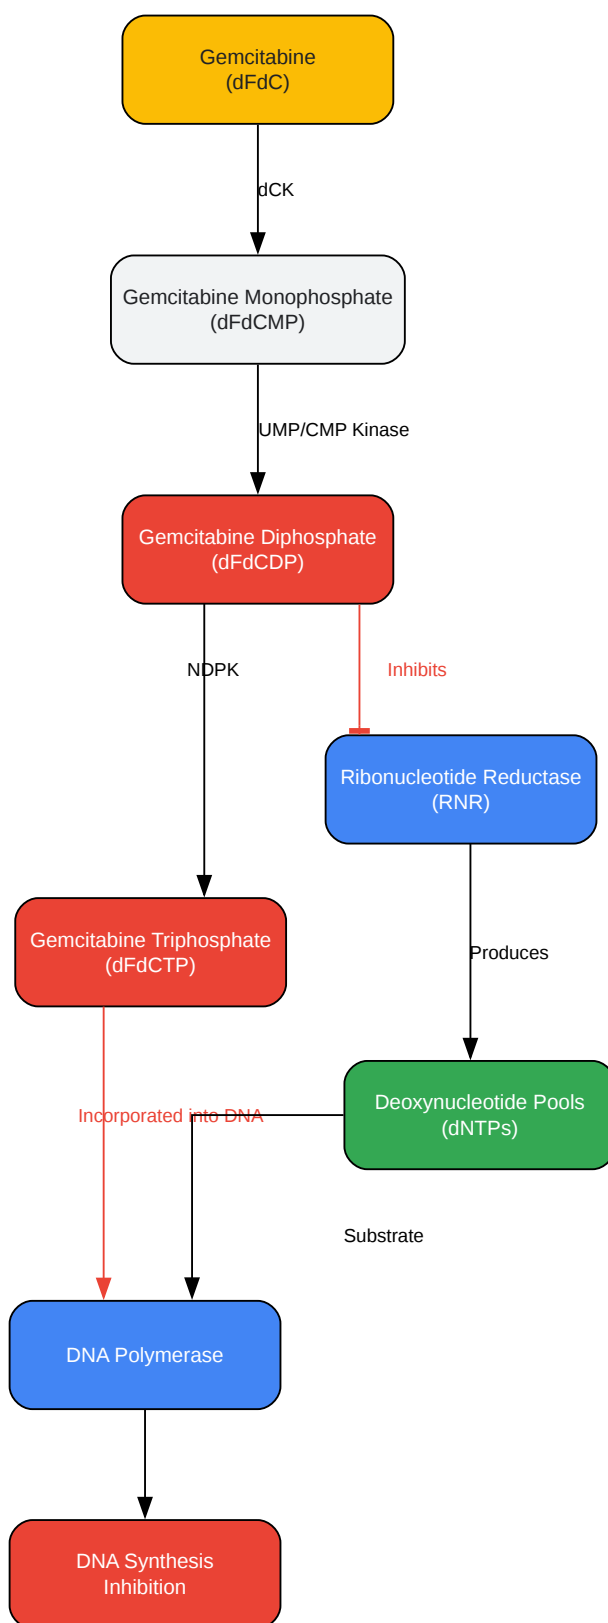 Gemcitabine
(dFdC)
dCK
Gemcitabine Monophosphate
(dFdCMP)
UMP/CMP Kinase
Gemcitabine Diphosphate
(dFdCDP)
NDPK
Inhibits
Ribonucleotide Reductase
(RNR)
Gemcitabine Triphosphate
(dFdCTP)
Produces
Deoxynucleotide Pools
(dNTPs)
Incorporated into DNA
Substrate
DNA Polymerase
DNA Synthesis
Inhibition